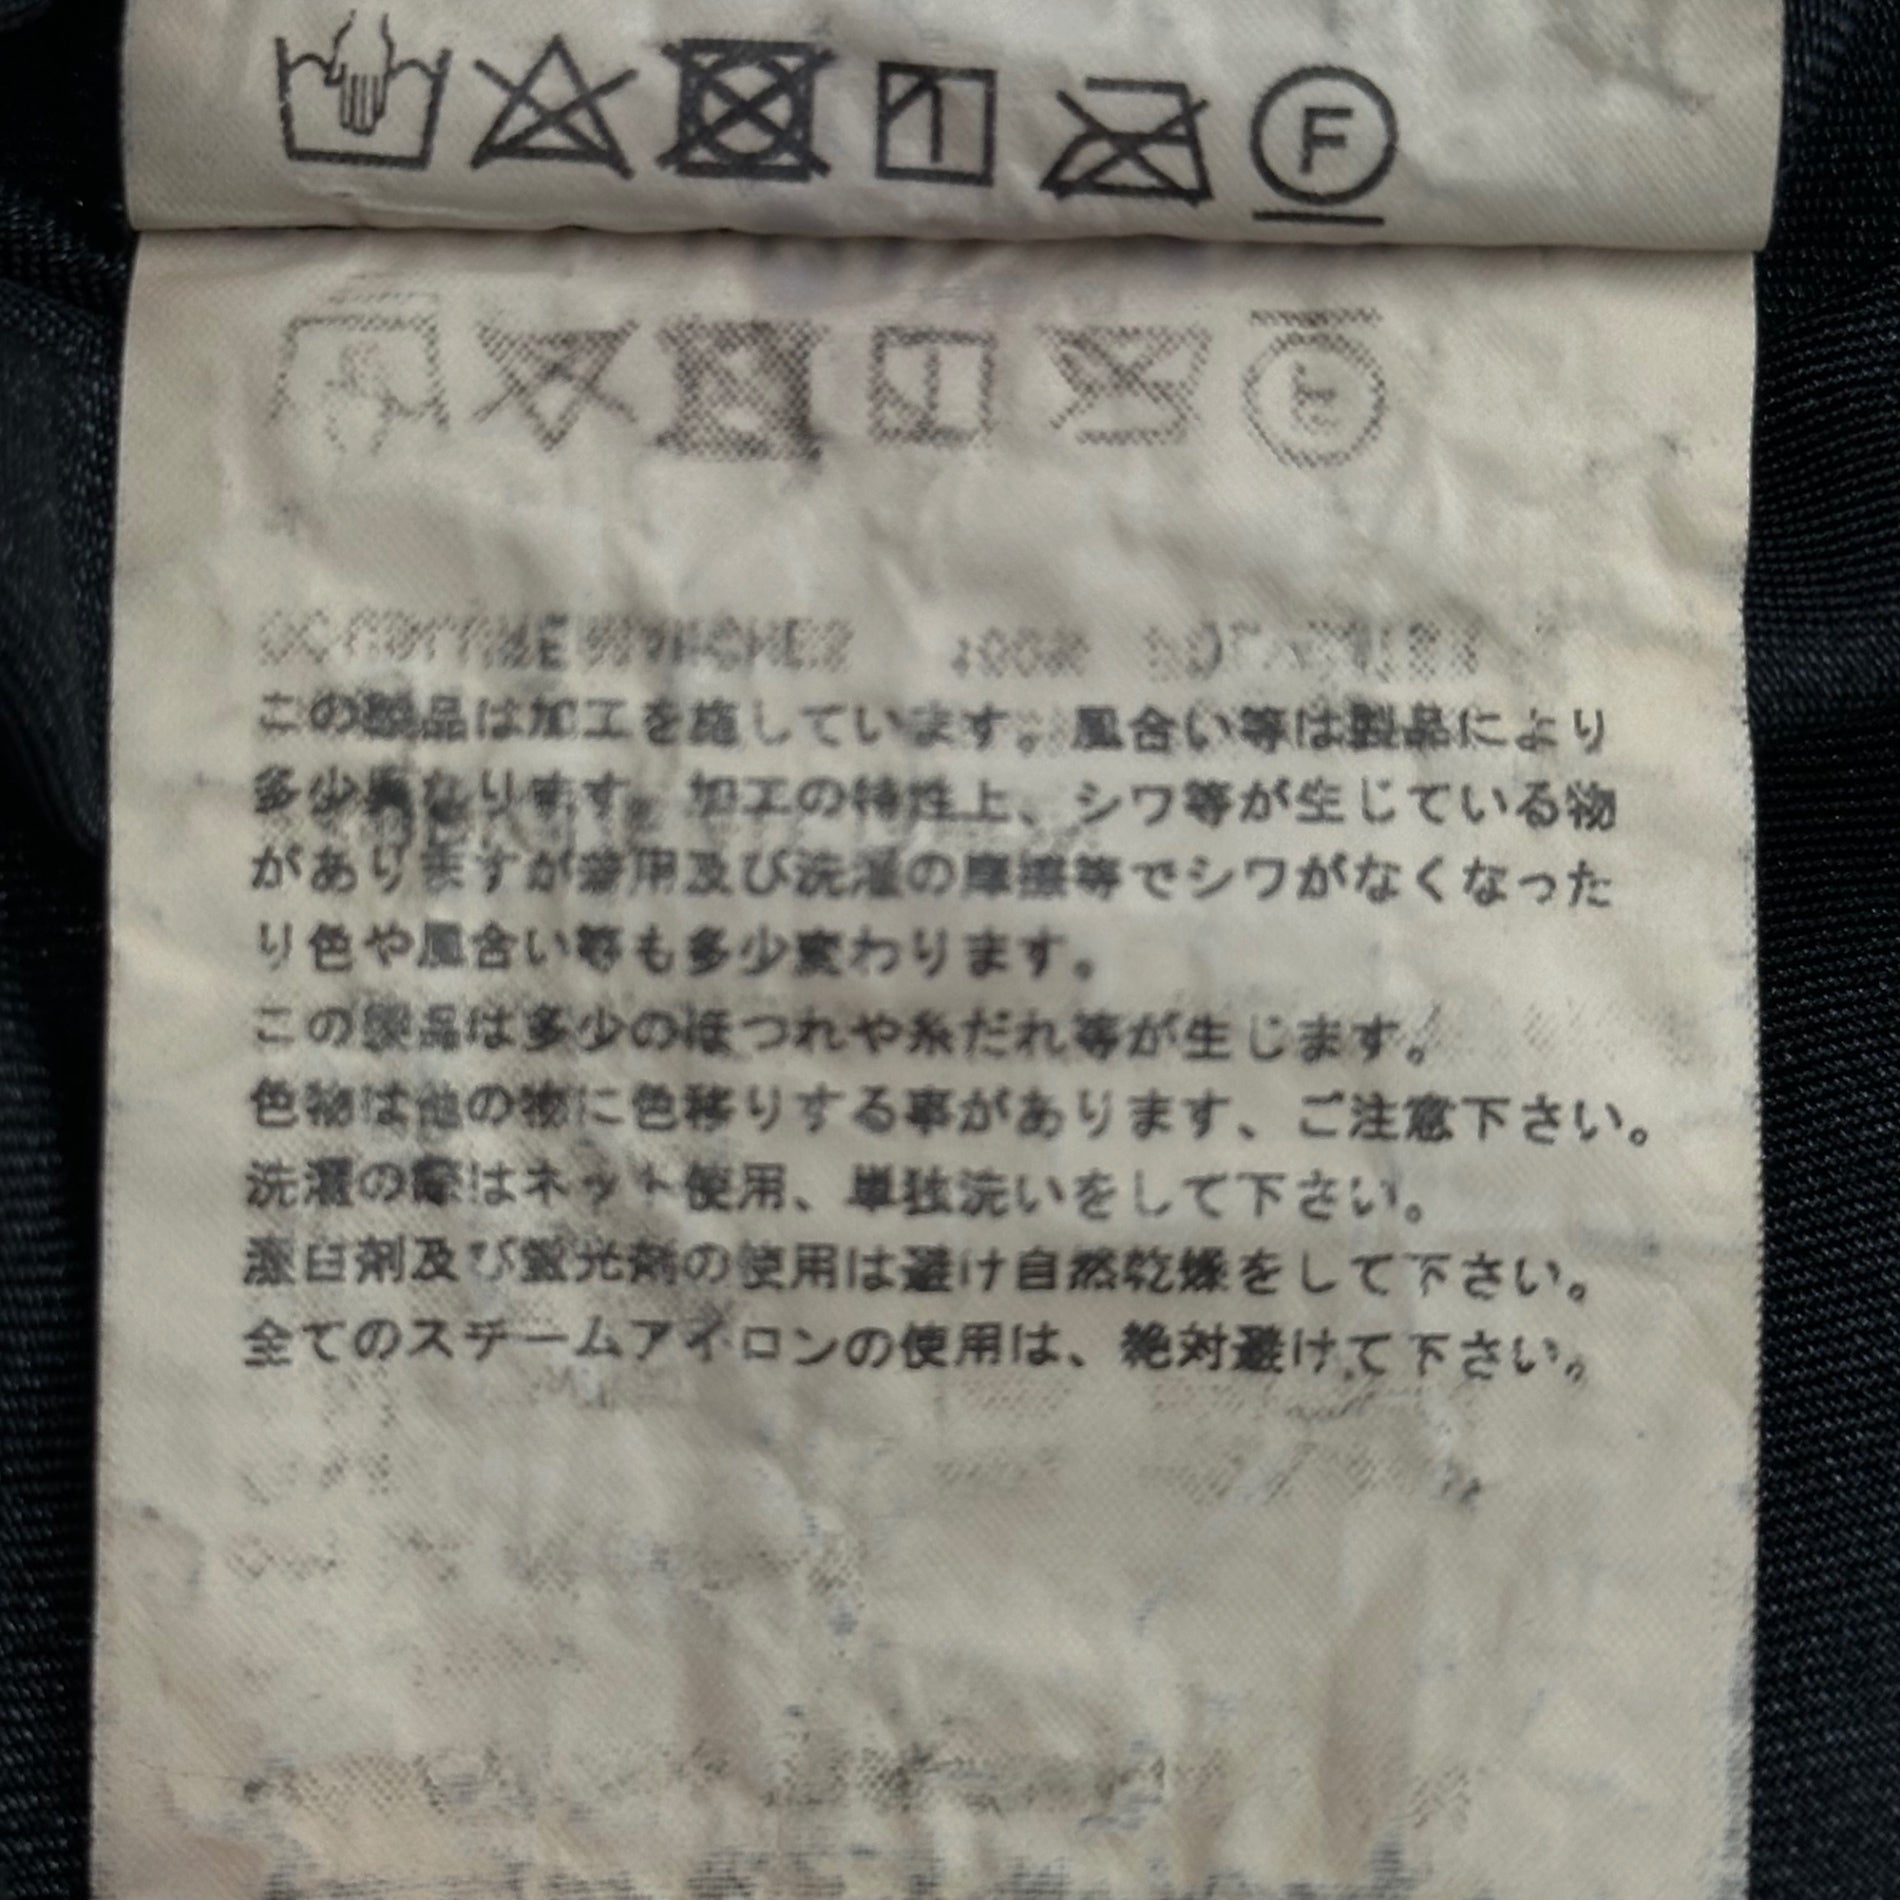 F
この製品は加工を施しています。風合い等は製品により
多少異なります。加工の特性上、シワ等が生じている物
がありますが着用及び洗濯の摩擦等でシワがなくなった
り色や風合い等も多少変わります。
この製品は多少のほつれや糸だれ等が生じます。
色物は他の物に色移りする事があります、ご注意下さい。
洗濯の際はネット使用、単独洗いをして下さい。
漂白剤及び蛍光剤の使用は避け自然乾燥をして下さい。
全てのスチームアイロンの使用は、絶対避けて下さい。